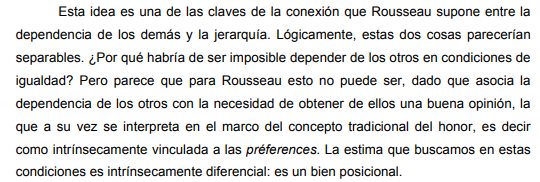 Esta idea es una de las claves de la conexión que Rousseau supone entre la
dependencia de los demás y la jerarquía. Lógicamente, estas dos cosas parecerían
separables. ¿Por qué habría de ser imposible depender de los otros en condiciones de
igualdad? Pero parece que para Rousseau esto no puede ser, dado que asocia la
dependencia de los otros con la necesidad de obtener de ellos una buena opinión, la
que a su vez se interpreta en el marco del concepto tradicional del honor, es decir
como intrínsecamente vinculada a las préferences. La estima que buscamos en estas
condiciones es intrínsecamente diferencial: es un bien posicional.